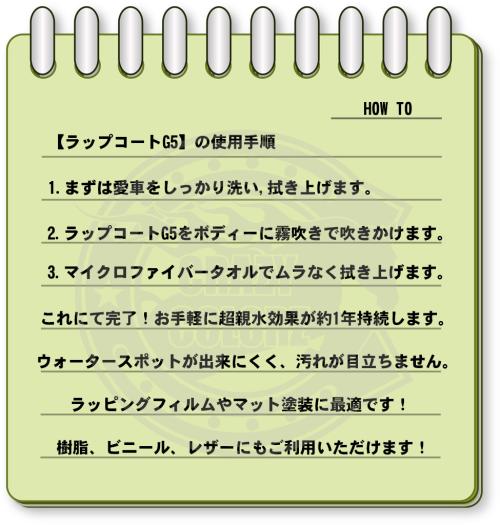 HOW TO
【ラップコートG5】の使用手順
1.まずは愛車をしっかり洗い,拭き上げます。
2.ラップコートG5をボディーに霧吹きで吹きかけます。
3.マイクロファイバータオルでムラなく拭き上げます。
これにて完了！お手軽に超親水効果が約1年持続します。
ウォータースポットが出来にくく、汚れが目立ちません。
ラッピングフィルムやマット塗装に最適です！
樹脂、ビニール、レザーにもご利用いただけます！